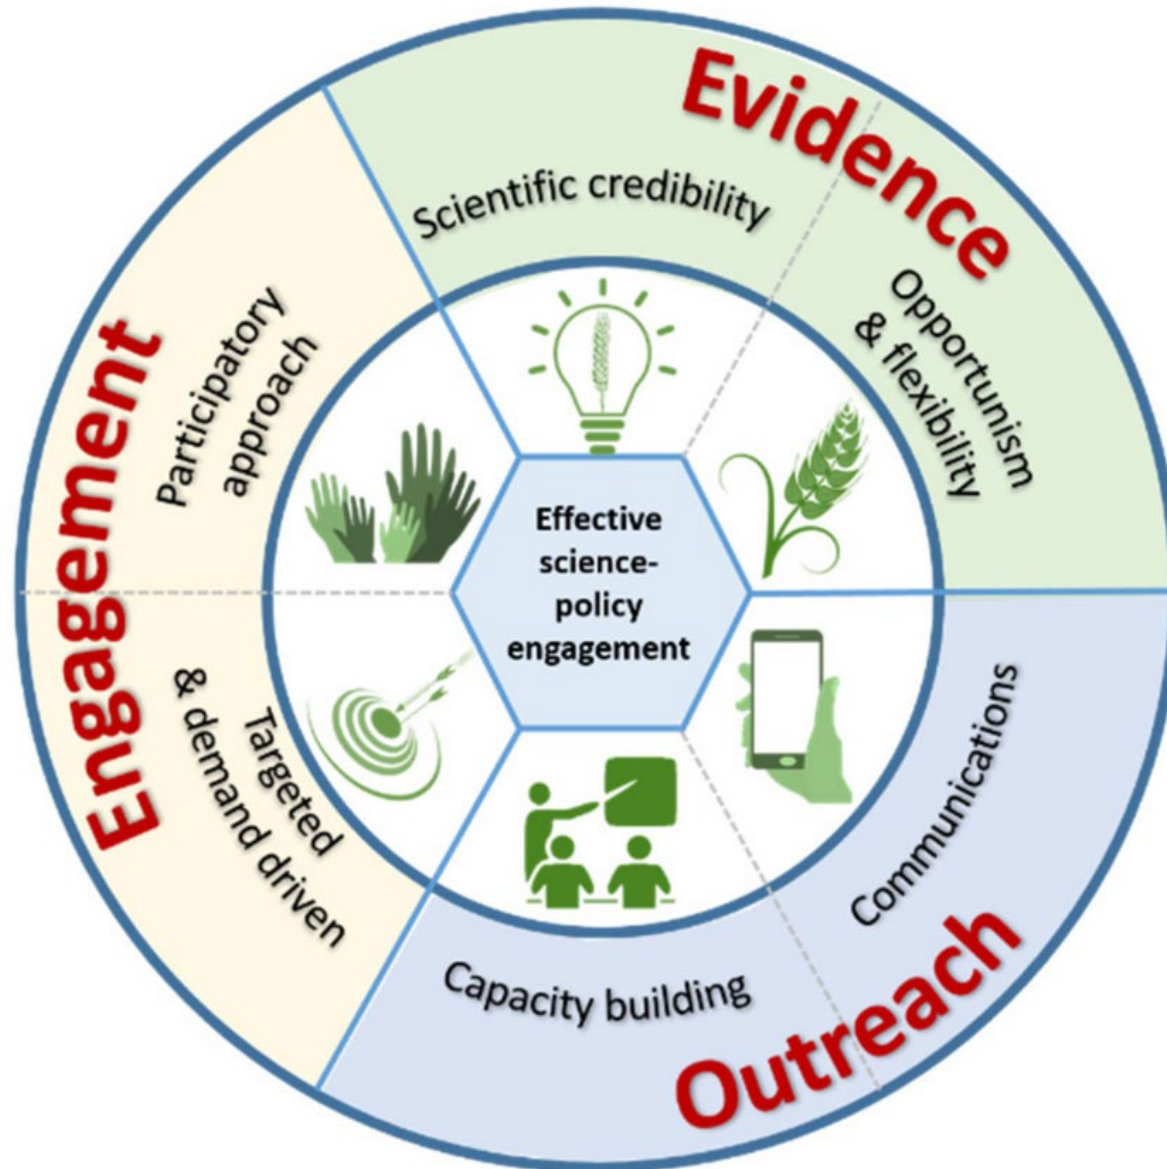 Evidence
Scientific credibility
Opportunism
& flexibility
Engagement
Participatory
approach
Targeted
& demand driven
Effective
science-
policy
engagement
Communications
Capacity building
Outreach